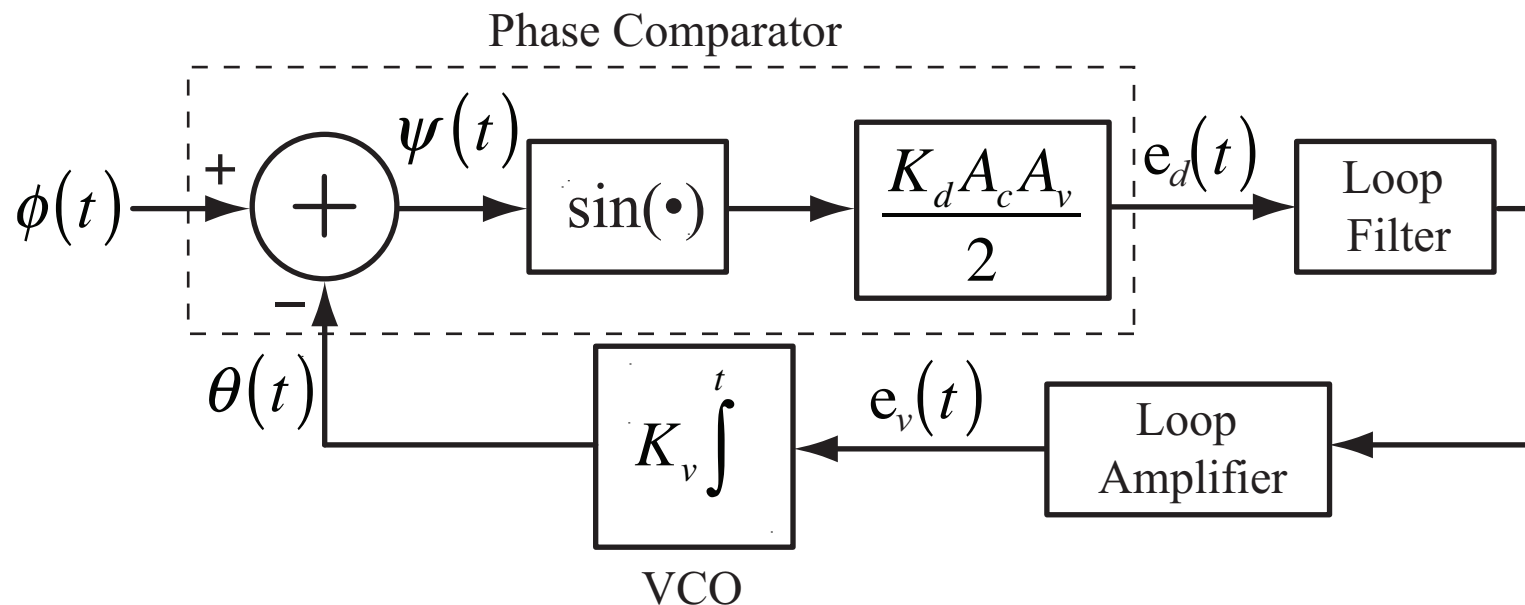 Phase Comparator
ϕ(t)
+
+
ψ(t)
sin(•)
K_d A_c A_v
2
e_d(t)
Loop
Filter
−
θ(t)
K_v ∫^t
VCO
e_v(t)
Loop
Amplifier